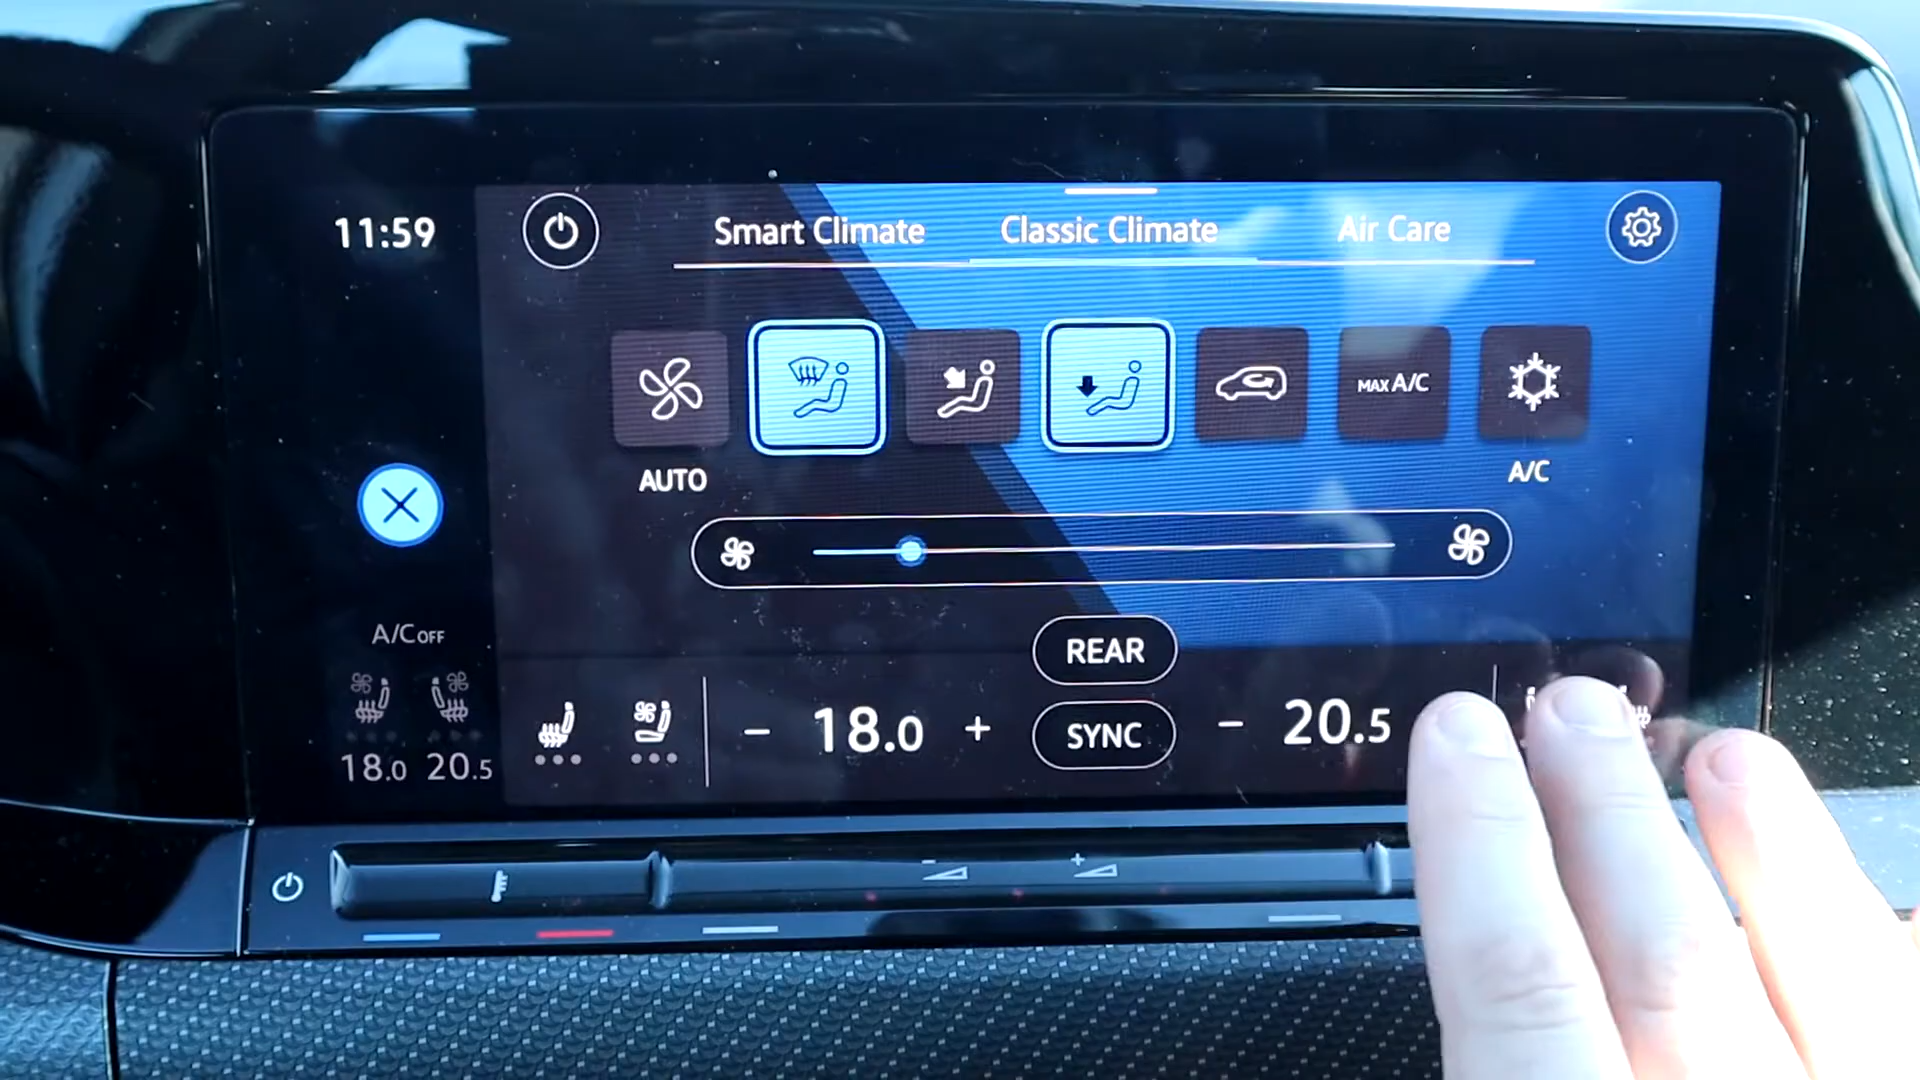 11:59
Smart Climate
Classic Climate
Air Care
MAX A/C
AUTO
A/C
REAR
A/C OFF
18.0
SYNC
20.5
18.0 20.5